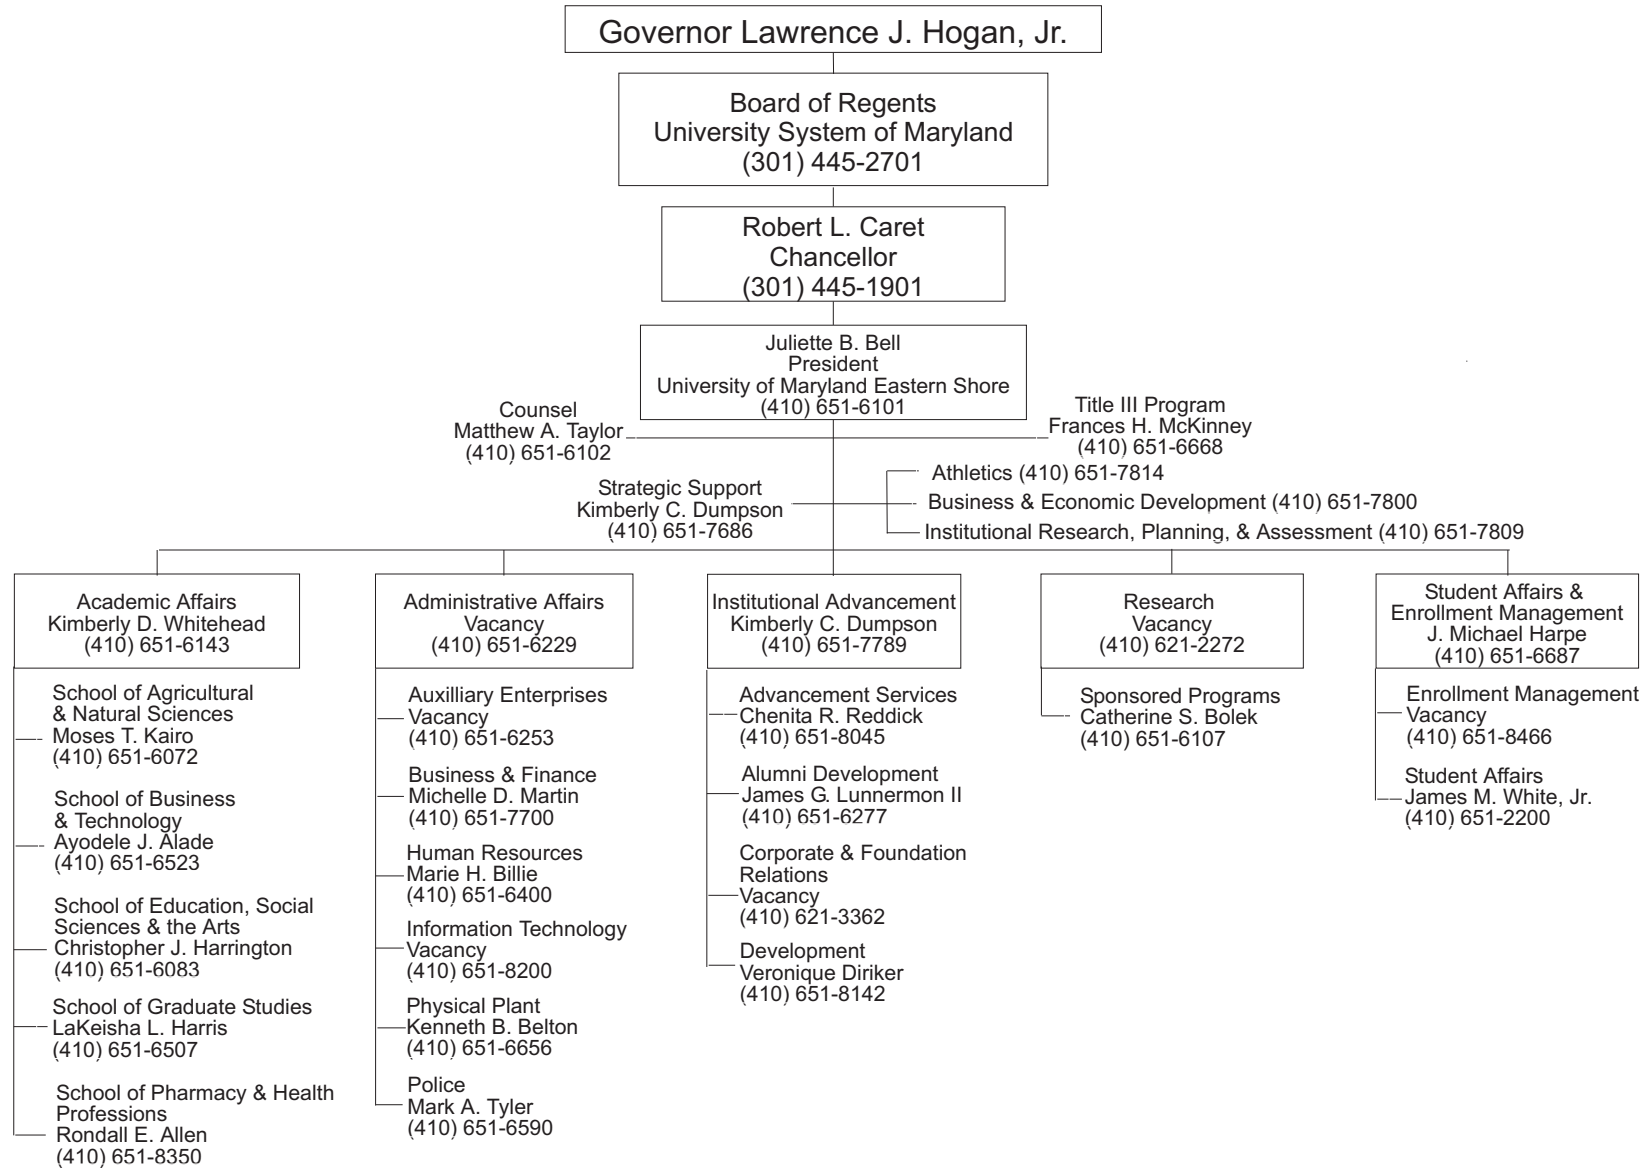 Governor Lawrence J. Hogan, Jr.
Board of Regents
University System of Maryland
(301) 445-2701
Robert L. Caret
Chancellor
(301) 445-1901
Juliette B. Bell
President
University of Maryland Eastern Shore
(410) 651-6101
Counsel
Matthew A. Taylor
(410) 651-6102
Title III Program
Frances H. McKinney
(410) 651-6668
Strategic Support
Kimberly C. Dumpson
(410) 651-7686
Athletics (410) 651-7814
Business & Economic Development (410) 651-7800
Institutional Research, Planning, & Assessment (410) 651-7809
Academic Affairs
Kimberly D. Whitehead
(410) 651-6143
School of Agricultural
& Natural Sciences
Moses T. Kairo
(410) 651-6072
School of Business
& Technology
Ayodele J. Alade
(410) 651-6523
School of Education, Social
Sciences & the Arts
Christopher J. Harrington
(410) 651-6083
School of Graduate Studies
LaKeisha L. Harris
(410) 651-6507
School of Pharmacy & Health
Professions
Rondall E. Allen
(410) 651-8350
Administrative Affairs
Vacancy
(410) 651-6229
Auxilliary Enterprises
Vacancy
(410) 651-6253
Business & Finance
Michelle D. Martin
(410) 651-7700
Human Resources
Marie H. Billie
(410) 651-6400
Information Technology
Vacancy
(410) 651-8200
Physical Plant
Kenneth B. Belton
(410) 651-6656
Police
Mark A. Tyler
(410) 651-6590
Institutional Advancement
Kimberly C. Dumpson
(410) 651-7789
Advancement Services
Chenita R. Reddick
(410) 651-8045
Alumni Development
James G. Lunnermon II
(410) 651-6277
Corporate & Foundation
Relations
Vacancy
(410) 621-3362
Development
Veronique Diriker
(410) 651-8142
Research
Vacancy
(410) 621-2272
Sponsored Programs
Catherine S. Bolek
(410) 651-6107
Student Affairs &
Enrollment Management
J. Michael Harpe
(410) 651-6687
Enrollment Management
Vacancy
(410) 651-8466
Student Affairs
James M. White, Jr.
(410) 651-2200